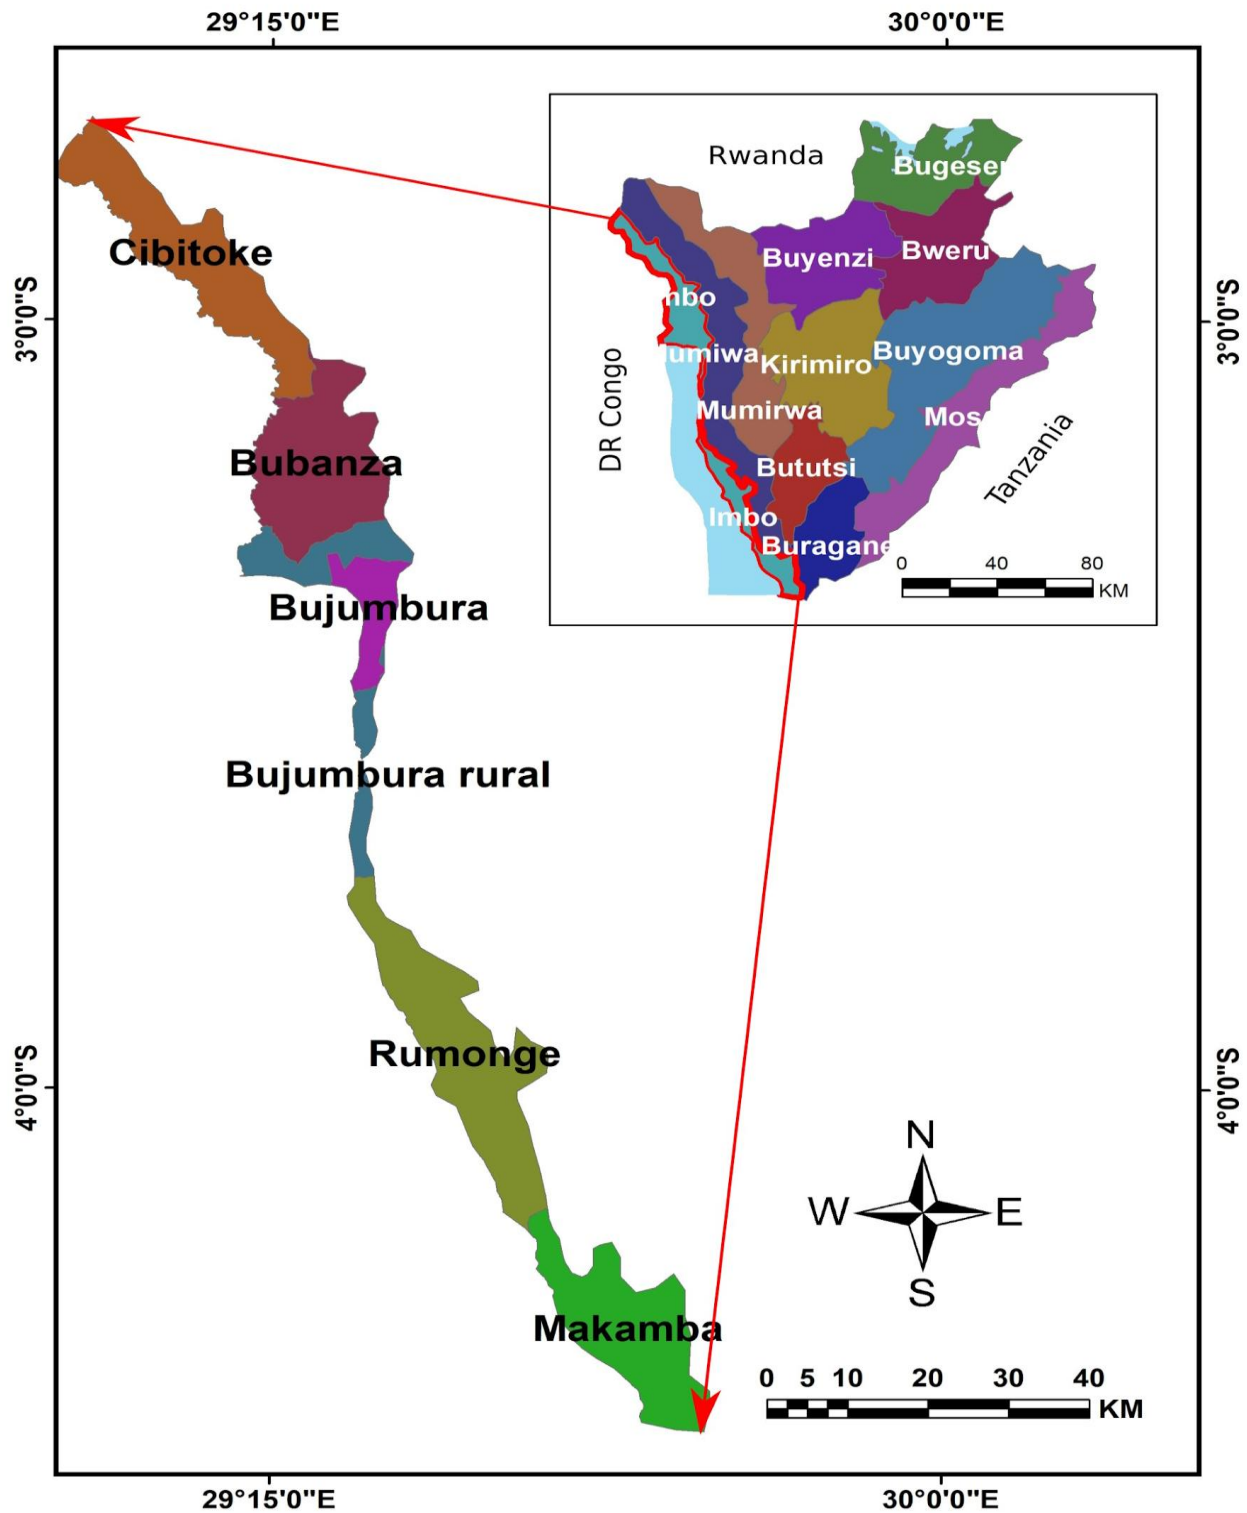 29°15'0"E 30°0'0"E
Rwanda
Bugeser
Cibitoke
Buyenzi
Bweru
nbo
3°0'0"S
3°0'0"S
DR Congo
umiwa
Kirimiro
Buyogoma
Mumirwa
Mos
Tanzania
Bubanza
Bututsi
Imbo
Buragane
0 40 80
KM
Bujumbura
Bujumbura rural
Rumonge
4°0'0"S
4°0'0"S
N
W E
S
Makamba
0 5 10 20 30 40
KM
29°15'0"E 30°0'0"E